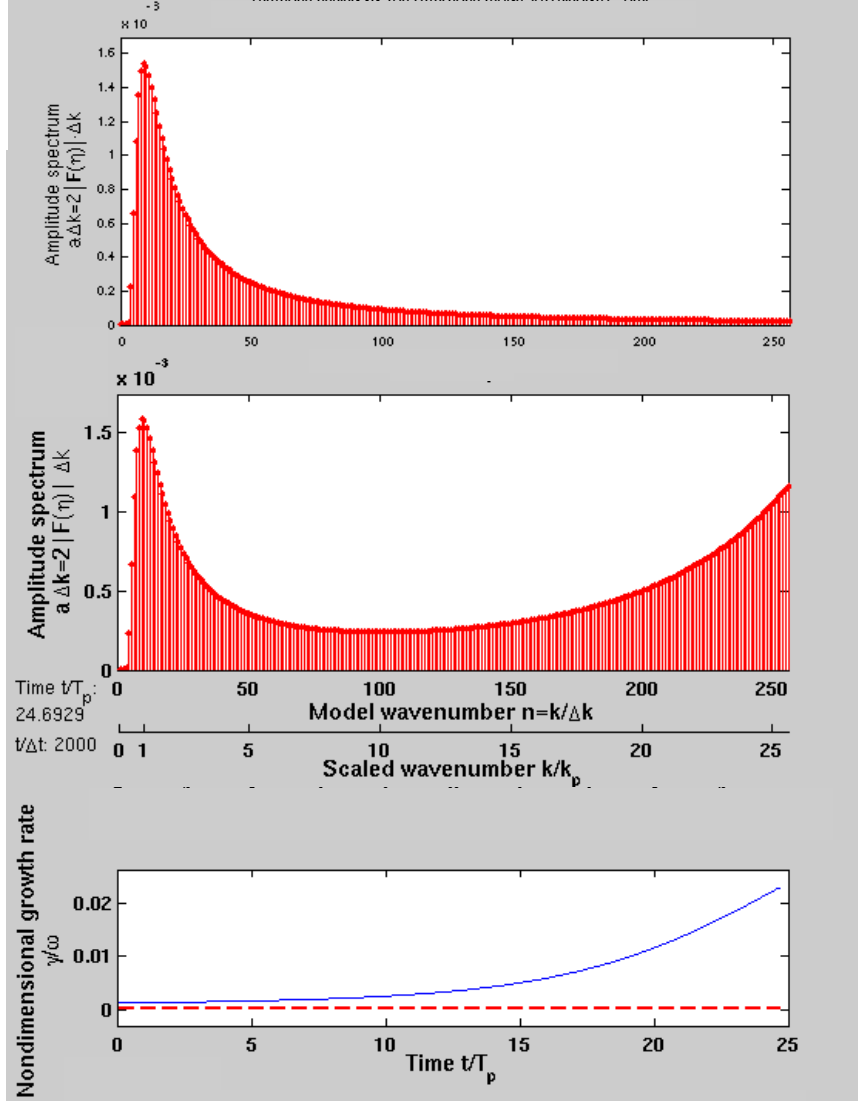 x 10
-3
1.6
1.4
1.2
1
0.8
0.6
0.4
0.2
0
Amplitude spectrum
a Δk=2 | F(η)| ·Δk
0 50 100 150 200 250
-3
x 10
1.5
1
0.5
0
Amplitude spectrum
a Δk=2 | F(η)| Δk
0 50 100 150 200 250
Model wavenumber n=k/Δk
Time t/Tp:
24.6929
t/Δt: 2000
0 1 5 10 15 20 25
Scaled wavenumber k/kp
Nondimensional growth rate
γ/ω
0.02
0.01
0
0 5 10 15 20 25
Time t/Tp